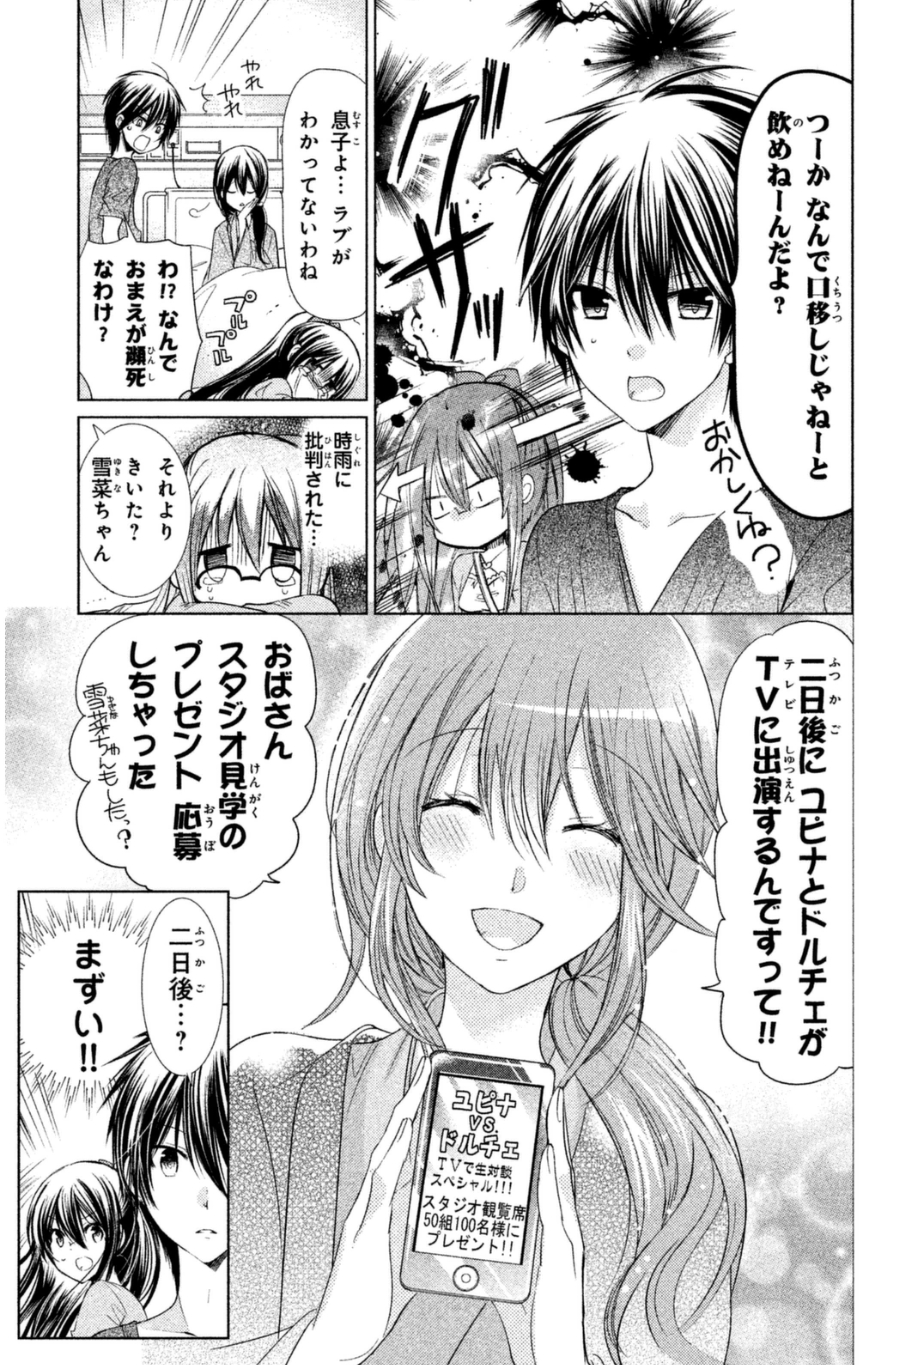 つーか なんで口移しじゃねーと
飲めねーんだよ?
グサッ
おかしくね?
やれ
やれ
息子よ…ラブが
わかってないわね
プル
プル
わ!? なんで
おまえが瀕死
なわけ?
時雨に
批判された…
それより
きいた?
雪菜ちゃん
二日後に ユピナとドルチェが
TVに出演するんですって!!
おばさん
スタジオ見学の
プレゼント 応募
しちゃった
雪菜ちゃんもしたっ?
ユピナ
vs.
ドルチェ
TVで生対談
スペシャル!!!
スタジオ観覧席
50組100名様に
プレゼント!!
二日後…?
まずい!!